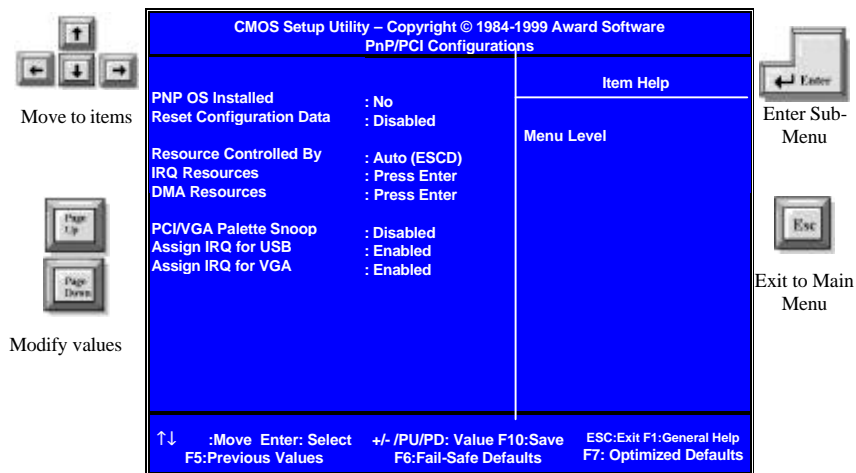 CMOS Setup Utility – Copyright © 1984-1999 Award Software
PnP/PCI Configurations
Item Help
PNP OS Installed : No
Reset Configuration Data : Disabled
Menu Level
Resource Controlled By : Auto (ESCD)
IRQ Resources : Press Enter
DMA Resources : Press Enter
PCI/VGA Palette Snoop : Disabled
Assign IRQ for USB : Enabled
Assign IRQ for VGA : Enabled
↑↓ :Move Enter: Select +/- /PU/PD: Value F10:Save ESC:Exit F1:General Help
F5:Previous Values F6:Fail-Safe Defaults F7: Optimized Defaults
Move to items
Page
Up
Page
Down
Modify values
Enter
Enter Sub-
Menu
Esc
Exit to Main
Menu